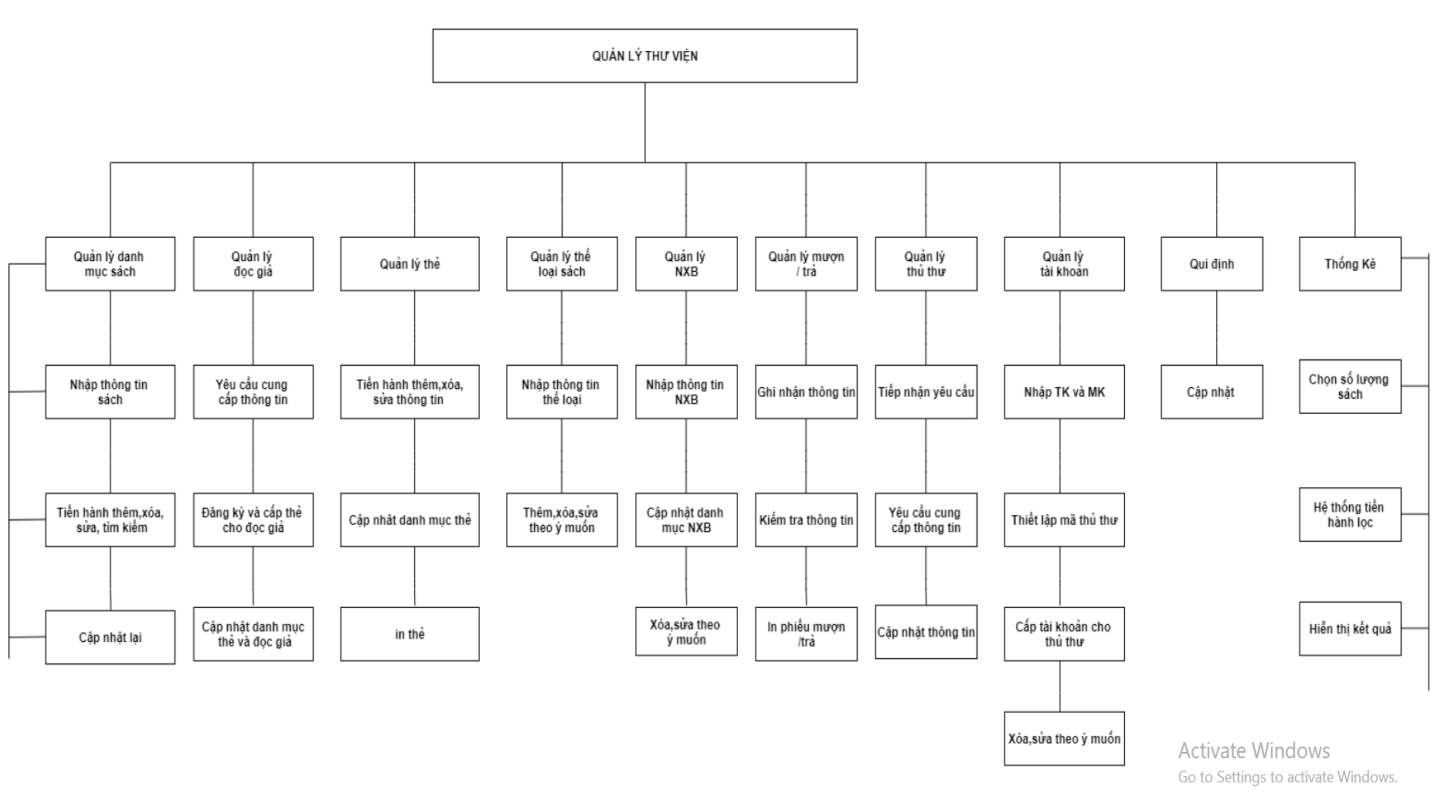 QUẢN LÝ THƯ VIỆN
Quản lý danh
mục sách
Quản lý
đọc giả
Quản lý thẻ
Quản lý thể
loại sách
Quản lý
NXB
Quản lý mượn
/ trả
Quản lý
thủ thư
Quản lý
tài khoản
Qui định
Thống Kê
Nhập thông tin
sách
Yêu cầu cung
cấp thông tin
Tiến hành thêm,xóa,
sửa thông tin
Nhập thông tin
thể loại
Nhập thông tin
NXB
Ghi nhận thông tin
Tiếp nhận yêu cầu
Nhập TK và MK
Cập nhật
Chọn số lượng
sách
Tiến hành thêm,xóa,
sửa, tìm kiếm
Đăng ký và cấp thẻ
cho đọc giả
Cập nhât danh mục thẻ
Thêm,xóa,sửa
theo ý muốn
Cập nhật danh
mục NXB
Kiểm tra thông tin
Yêu cầu cung
cấp thông tin
Thiết lập mã thủ thư
Hệ thống tiến
hành lọc
Cập nhật lại
Cập nhật danh mục
thẻ và đọc giả
in thẻ
Xóa,sửa theo
ý muốn
In phiếu mượn
/trả
Cập nhật thông tin
Cấp tài khoản cho
thủ thư
Hiễn thị kết quả
Xóa,sửa theo ý muốn
Activate Windows
Go to Settings to activate Windows.